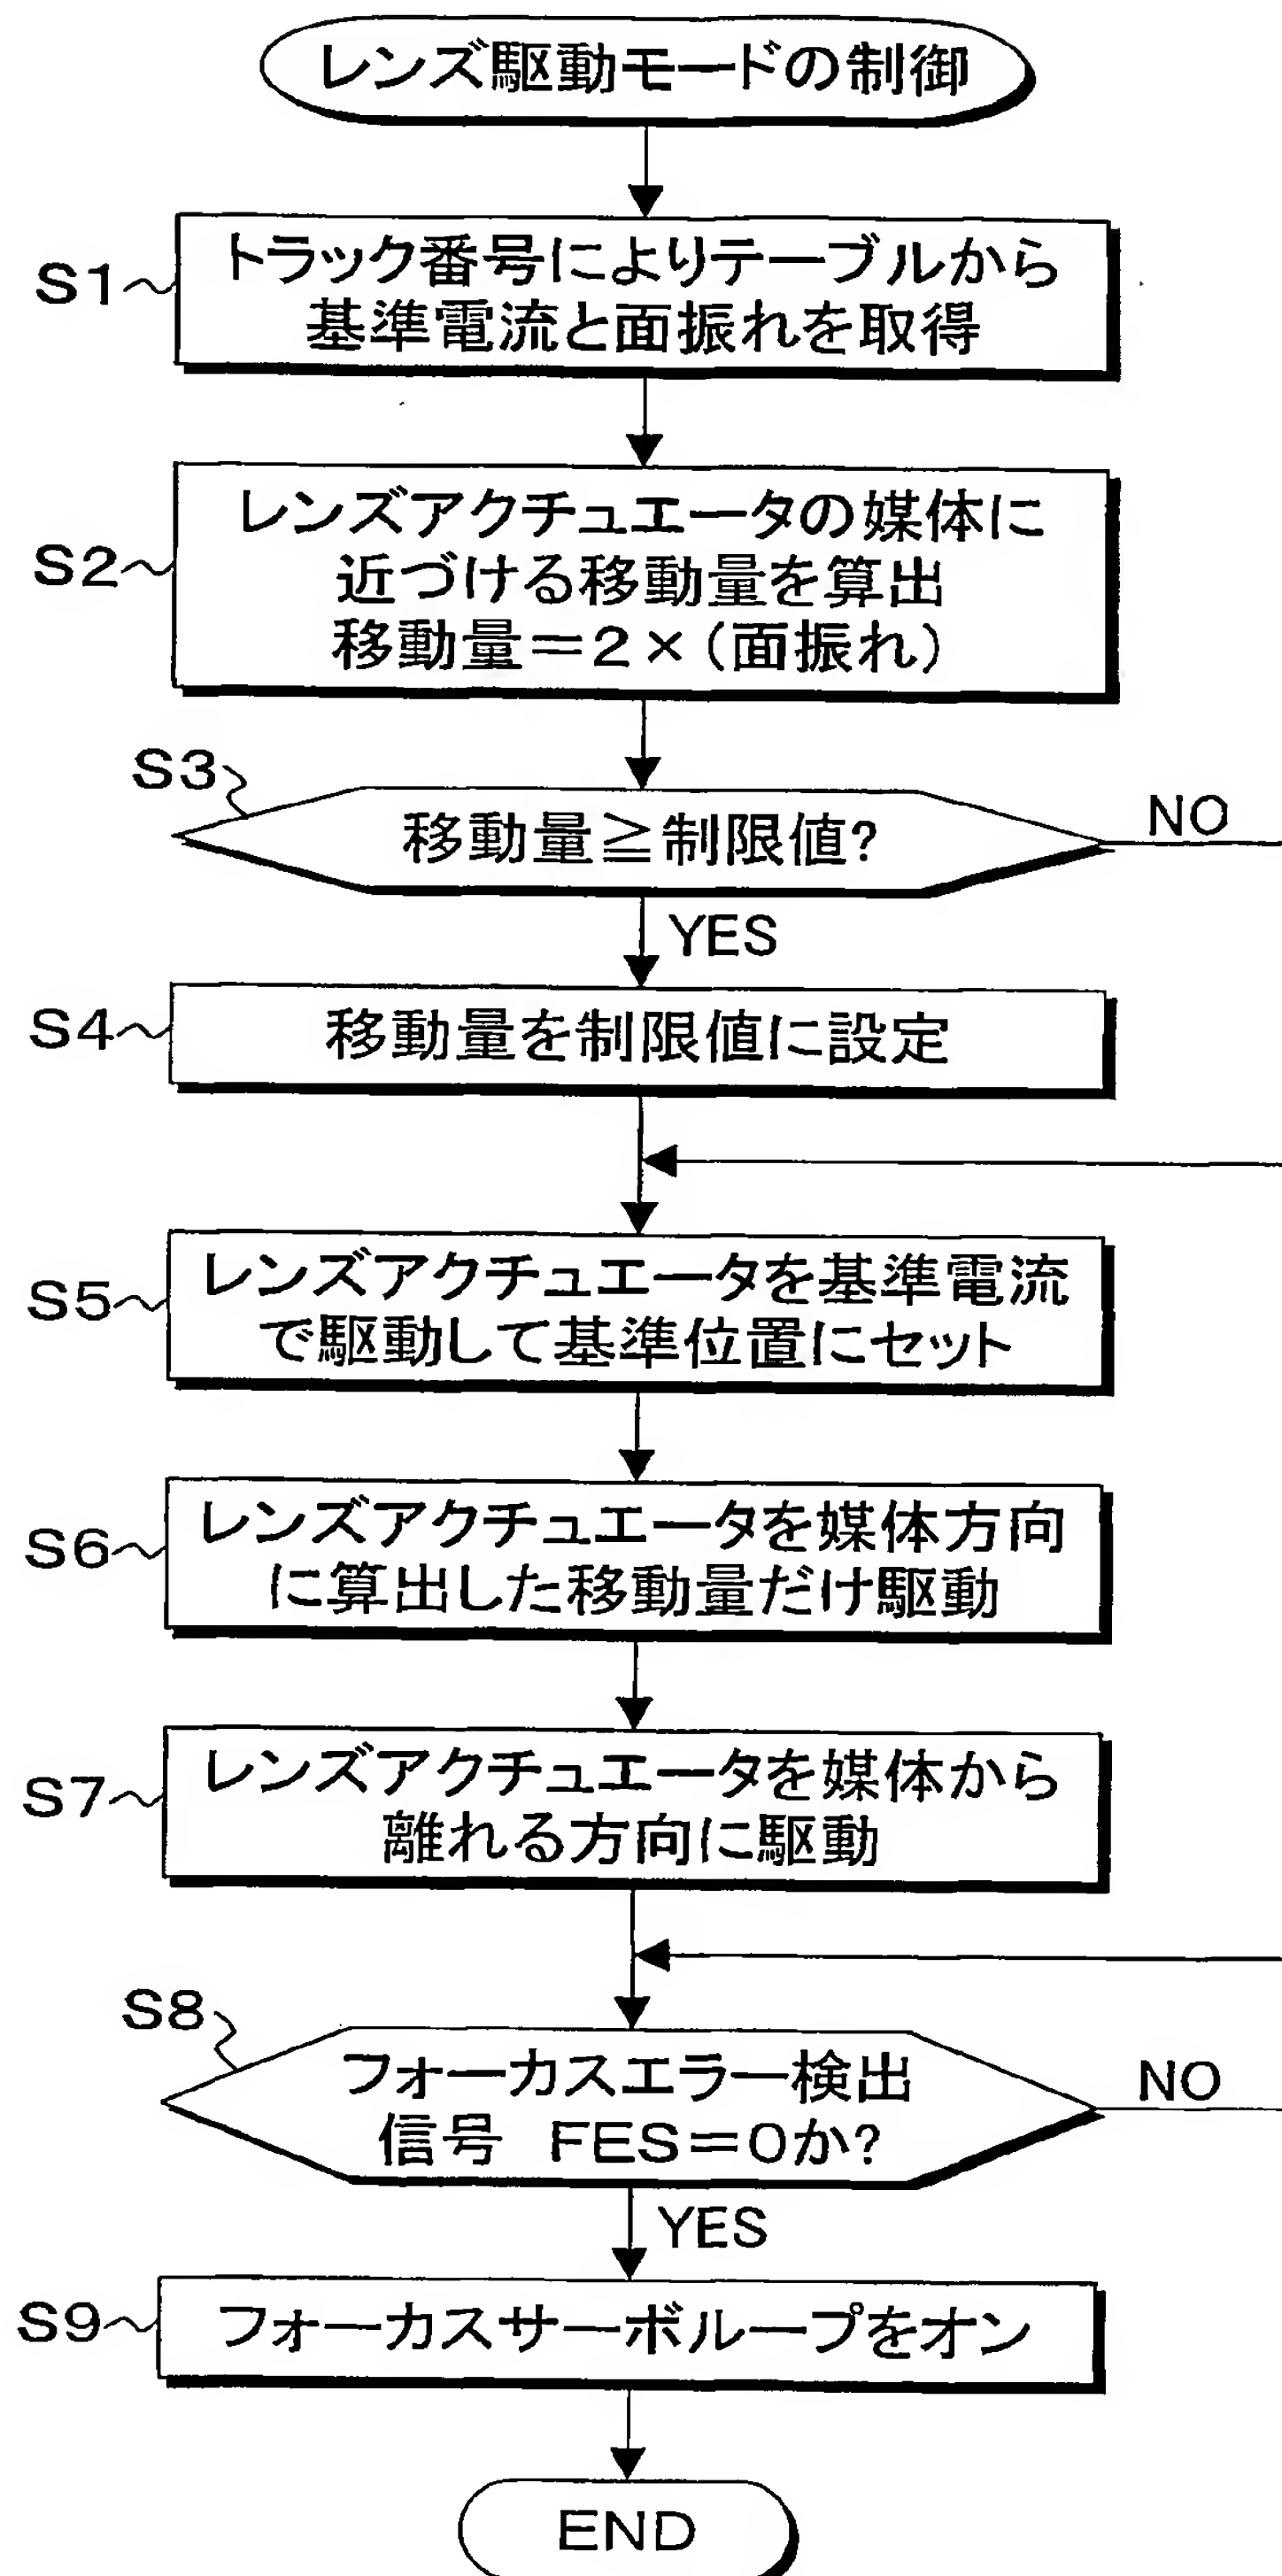 レンズ駆動モードの制御
S1
トラック番号によりテーブルから
基準電流と面振れを取得
S2
レンズアクチュエータの媒体に
近づける移動量を算出
移動量=2×(面振れ)
S3
移動量≧制限値?
NO
YES
S4
移動量を制限値に設定
S5
レンズアクチュエータを基準電流
で駆動して基準位置にセット
S6
レンズアクチュエータを媒体方向
に算出した移動量だけ駆動
S7
レンズアクチュエータを媒体から
離れる方向に駆動
S8
フォーカスエラー検出
信号 FES=0か?
NO
YES
S9
フォーカスサーボループをオン
END